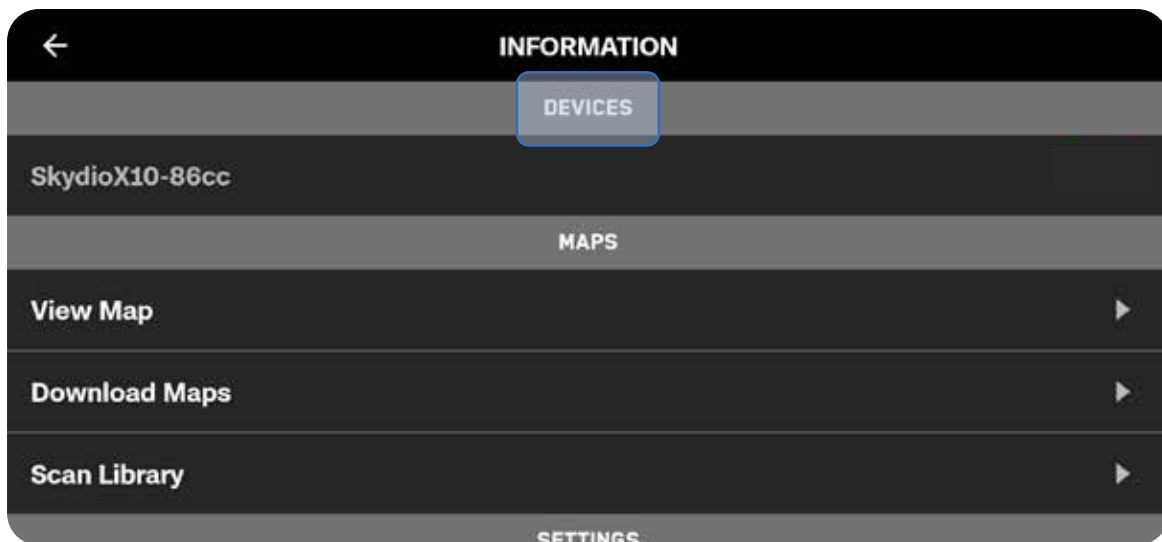 INFORMATION
DEVICES
SkydioX10-86cc
MAPS
View Map
Download Maps
Scan Library
SETTINGS